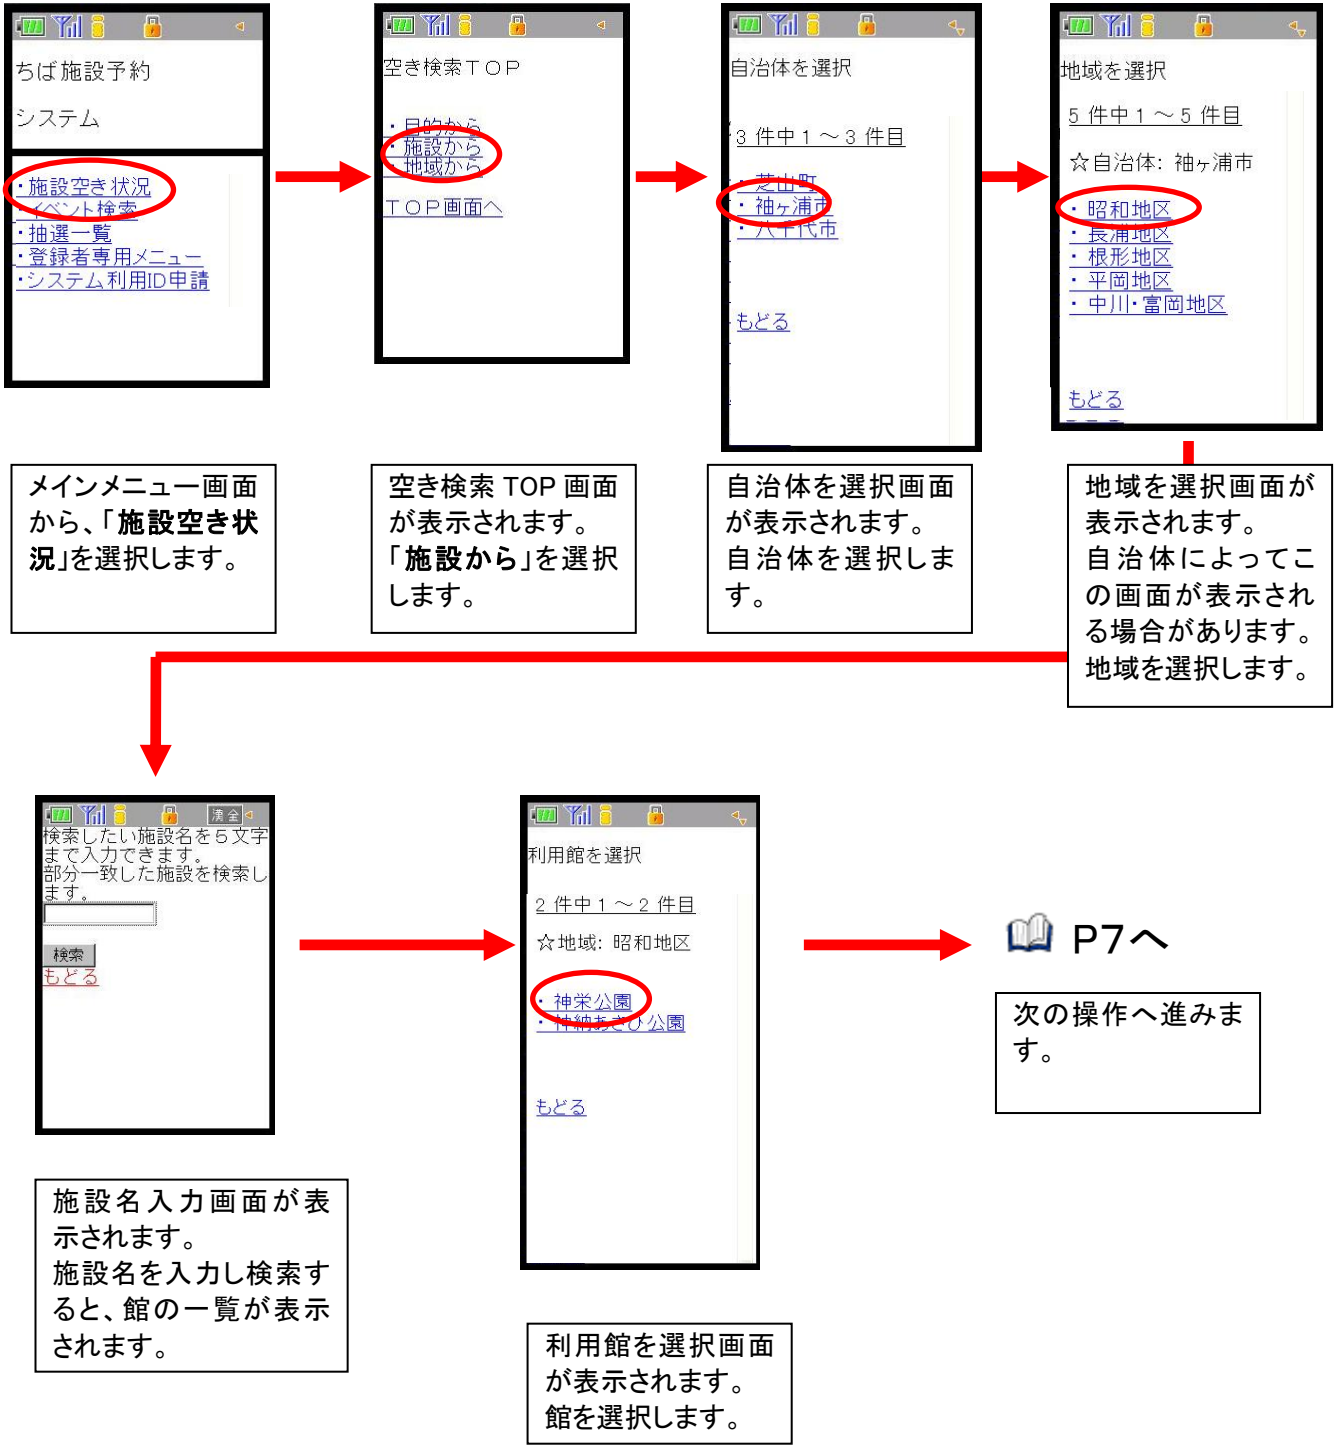 ちば施設予約
システム
・施設空き状況
・イベント検索
・抽選一覧
・登録者専用メニュー
・システム利用ID申請
メインメニュー画面
から、「施設空き状
況」を選択します。
空き検索ＴＯＰ
・目的から
・施設から
・地域から
ＴＯＰ画面へ
空き検索 TOP 画面
が表示されます。
「施設から」を選択
します。
自治体を選択
3 件中 1 ～ 3 件目
・芝山町
・袖ヶ浦市
・八千代市
もどる
自治体を選択画面
が表示されます。
自治体を選択しま
す。
地域を選択
5 件中 1 ～ 5 件目
☆自治体: 袖ヶ浦市
・昭和地区
・長浦地区
・根形地区
・平岡地区
・中川・富岡地区
もどる
地域を選択画面が
表示されます。
自治体によってこ
の画面が表示され
る場合があります。
地域を選択します。
漢 全
検索したい施設名を５文字
まで入力できます。
部分一致した施設を検索し
ます。
検索
もどる
施設名入力画面が表
示されます。
施設名を入力し検索す
ると、館の一覧が表示
されます。
利用館を選択
2 件中 1 ～ 2 件目
☆地域: 昭和地区
・神栄公園
・神納あさひ公園
もどる
利用館を選択画面
が表示されます。
館を選択します。
P7へ
次の操作へ進みま
す。